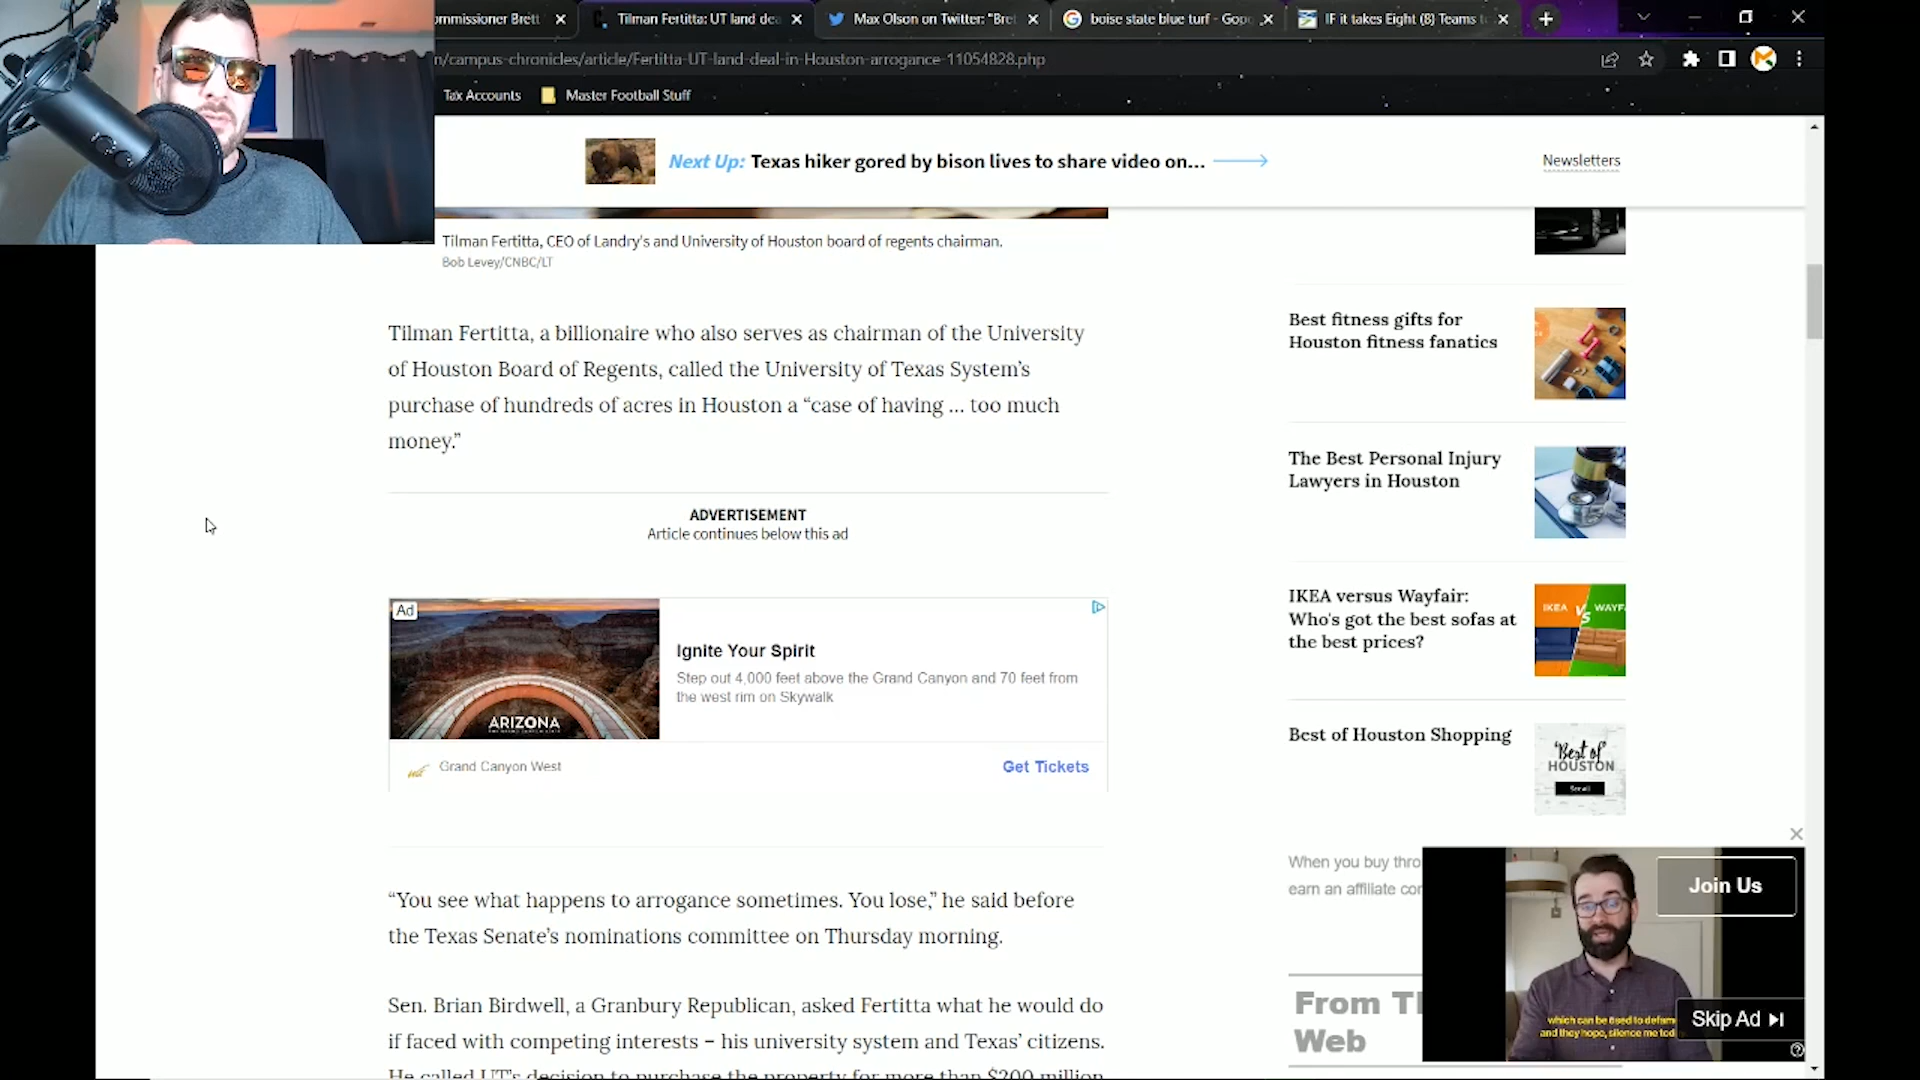 ommissioner Brett
Tilman Fertitta: UT land dea
Max Olson on Twitter: "Bret
boise state blue turf - Goog
IF it takes Eight (8) Teams to
n/campus-chronicles/article/Fertitta-UT-land-deal-in-Houston-arrogance-11054828.php
Tax Accounts
Master Football Stuff
Next Up: Texas hiker gored by bison lives to share video on...
Newsletters
Tilman Fertitta, CEO of Landry's and University of Houston board of regents chairman.
Bob Levey/CNBC/LT
Tilman Fertitta, a billionaire who also serves as chairman of the University
of Houston Board of Regents, called the University of Texas System’s
purchase of hundreds of acres in Houston a “case of having ... too much
money.”
ADVERTISEMENT
Article continues below this ad
Ad
ARIZONA
Ignite Your Spirit
Step out 4,000 feet above the Grand Canyon and 70 feet from
the west rim on Skywalk
Grand Canyon West
Get Tickets
“You see what happens to arrogance sometimes. You lose,” he said before
the Texas Senate’s nominations committee on Thursday morning.
Sen. Brian Birdwell, a Granbury Republican, asked Fertitta what he would do
if faced with competing interests – his university system and Texas’ citizens.
He called UT’s decision to purchase the property for more than $200 million
Best fitness gifts for
Houston fitness fanatics
The Best Personal Injury
Lawyers in Houston
IKEA versus Wayfair:
Who's got the best sofas at
the best prices?
IKEA VS WAYFA
Best of Houston Shopping
'Best of'
HOUSTON
See all
When you buy thro
earn an affiliate co
From Th
Web
Join Us
which can be used to defame
and they hope, silence me tod
Skip Ad